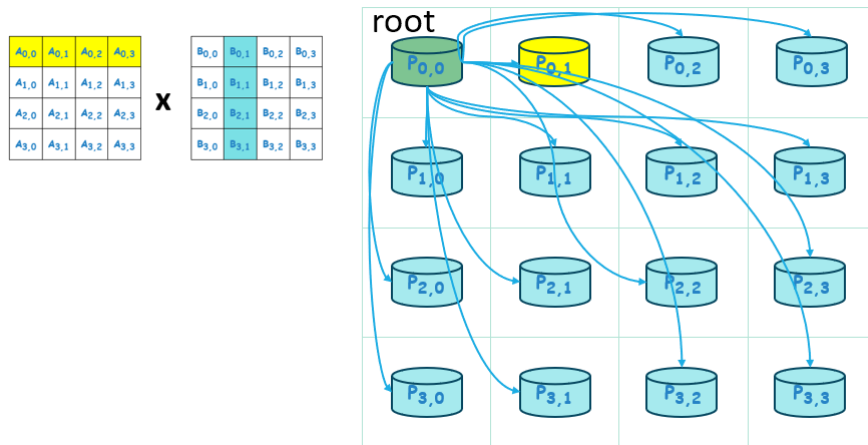 root
A0,0 A0,1 A0,2 A0,3
A1,0 A1,1 A1,2 A1,3
A2,0 A2,1 A2,2 A2,3
A3,0 A3,1 A3,2 A3,3
x
B0,0 B0,1 B0,2 B0,3
B1,0 B1,1 B1,2 B1,3
B2,0 B2,1 B2,2 B2,3
B3,0 B3,1 B3,2 B3,3
P0,0 P0,1 P0,2 P0,3
P1,0 P1,1 P1,2 P1,3
P2,0 P2,1 P2,2 P2,3
P3,0 P3,1 P3,2 P3,3